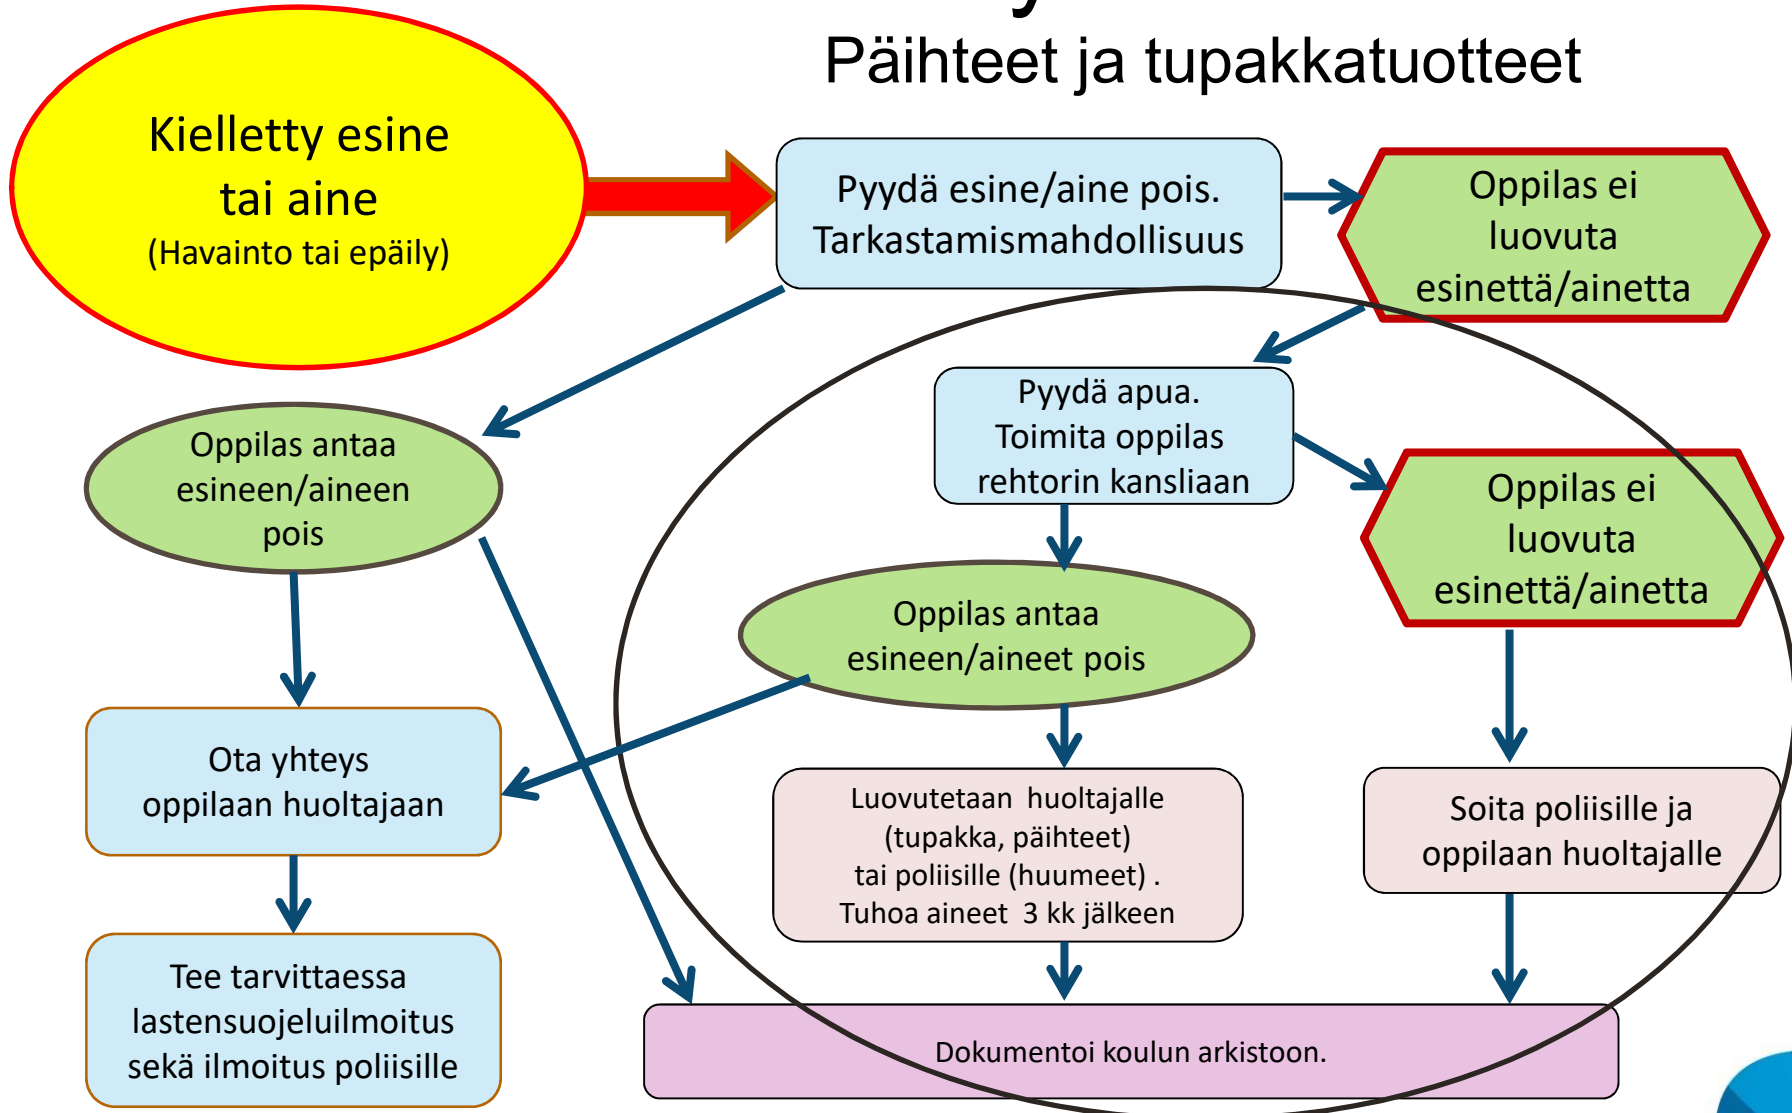 Päihteet ja tupakkatuotteet
Kielletty esine
tai aine
(Havainto tai epäily)
Pyydä esine/aine pois.
Tarkastamismahdollisuus
Oppilas ei
luovuta
esinettä/ainetta
Pyydä apua.
Toimita oppilas
rehtorin kansliaan
Oppilas antaa
esineen/aineen
pois
Oppilas ei
luovuta
esinettä/ainetta
Oppilas antaa
esineen/aineet pois
Ota yhteys
oppilaan huoltajaan
Luovutetaan huoltajalle
(tupakka, päihteet)
tai poliisille (huumeet) .
Tuhoa aineet 3 kk jälkeen
Soita poliisille ja
oppilaan huoltajalle
Tee tarvittaessa
lastensuojeluilmoitus
sekä ilmoitus poliisille
Dokumentoi koulun arkistoon.